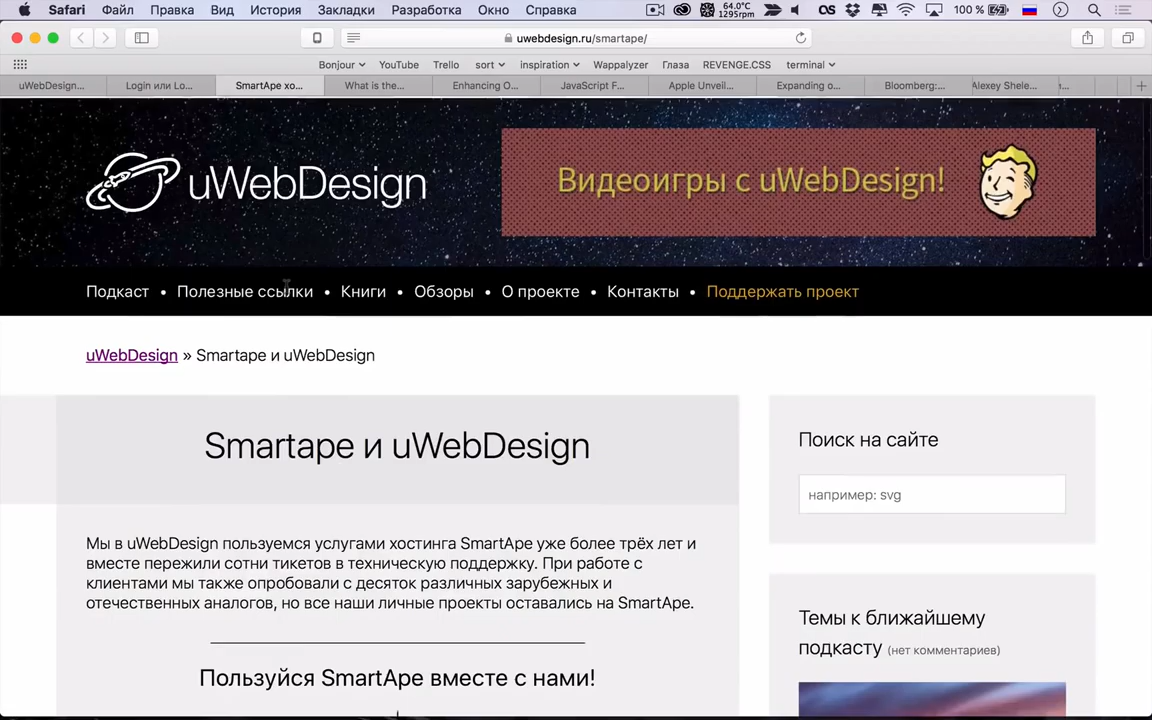 Safari Файл Правка Вид История Закладки Разработка Окно Справка 64.0°C 1295rpm 100 %
uwebdesign.ru/smartape/
Bonjour YouTube Trello sort inspiration Wappalyzer Глаза REVENGE.CSS terminal
uWebDesign... Login или Lo... SmartApe хо... What is the... Enhancing O... JavaScript F... Apple Unveil... Expanding o... Bloomberg:... Alexey Shele...
uWebDesign
Видеоигры с uWebDesign!
Подкаст • Полезные ссылки • Книги • Обзоры • О проекте • Контакты • Поддержать проект
uWebDesign » Smartape и uWebDesign
Smartape и uWebDesign
Мы в uWebDesign пользуемся услугами хостинга SmartApe уже более трёх лет и
вместе пережили сотни тикетов в техническую поддержку. При работе с
клиентами мы также опробовали с десяток различных зарубежных и
отечественных аналогов, но все наши личные проекты оставались на SmartApe.
Пользуйся SmartApe вместе с нами!
Поиск на сайте
например: svg
Темы к ближайшему
подкасту (нет комментариев)